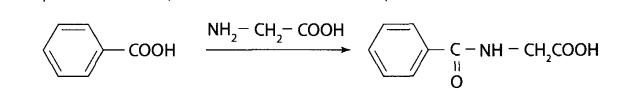 NH₂– CH₂– COOH
–COOH
C – NH – CH₂COOH
||
O